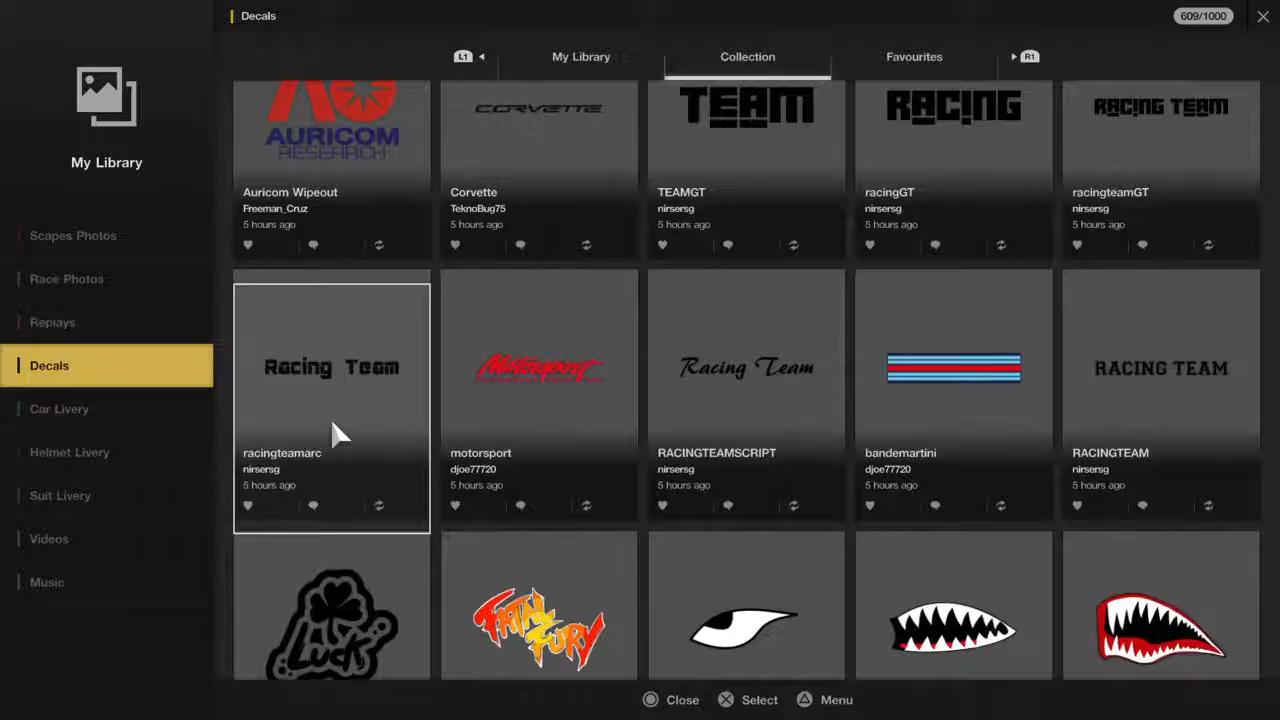 Decals
609/1000
L1
My Library
Collection
Favourites
R1
My Library
Scapes Photos
Race Photos
Replays
Decals
Car Livery
Helmet Livery
Suit Livery
Videos
Music
AURICOM
RESEARCH
Auricom Wipeout
Freeman_Cruz
5 hours ago
CORVETTE
Corvette
TeknoBug75
5 hours ago
TEAM
TEAMGT
nirsersg
5 hours ago
RACING
racingGT
nirsersg
5 hours ago
RACING TEAM
racingteamGT
nirsersg
5 hours ago
Racing Team
racingteamarc
nirsersg
5 hours ago
Motorsport
motorsport
djoe77720
5 hours ago
Racing Team
RACINGTEAMSCRIPT
nirsersg
5 hours ago
bandemartini
djoe77720
5 hours ago
RACING TEAM
RACINGTEAM
nirsersg
5 hours ago
Luck
FATAL
FURY
Close
Select
Menu